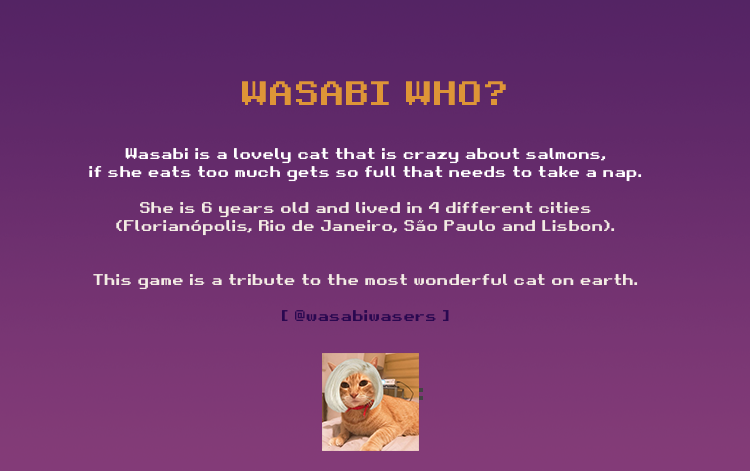 WASABI WHO?
Wasabi is a lovely cat that is crazy about salmons,
if she eats too much gets so full that needs to take a nap.
She is 6 years old and lived in 4 different cities
(Florianópolis, Rio de Janeiro, São Paulo and Lisbon).
This game is a tribute to the most wonderful cat on earth.
[ @wasabiwasers ]